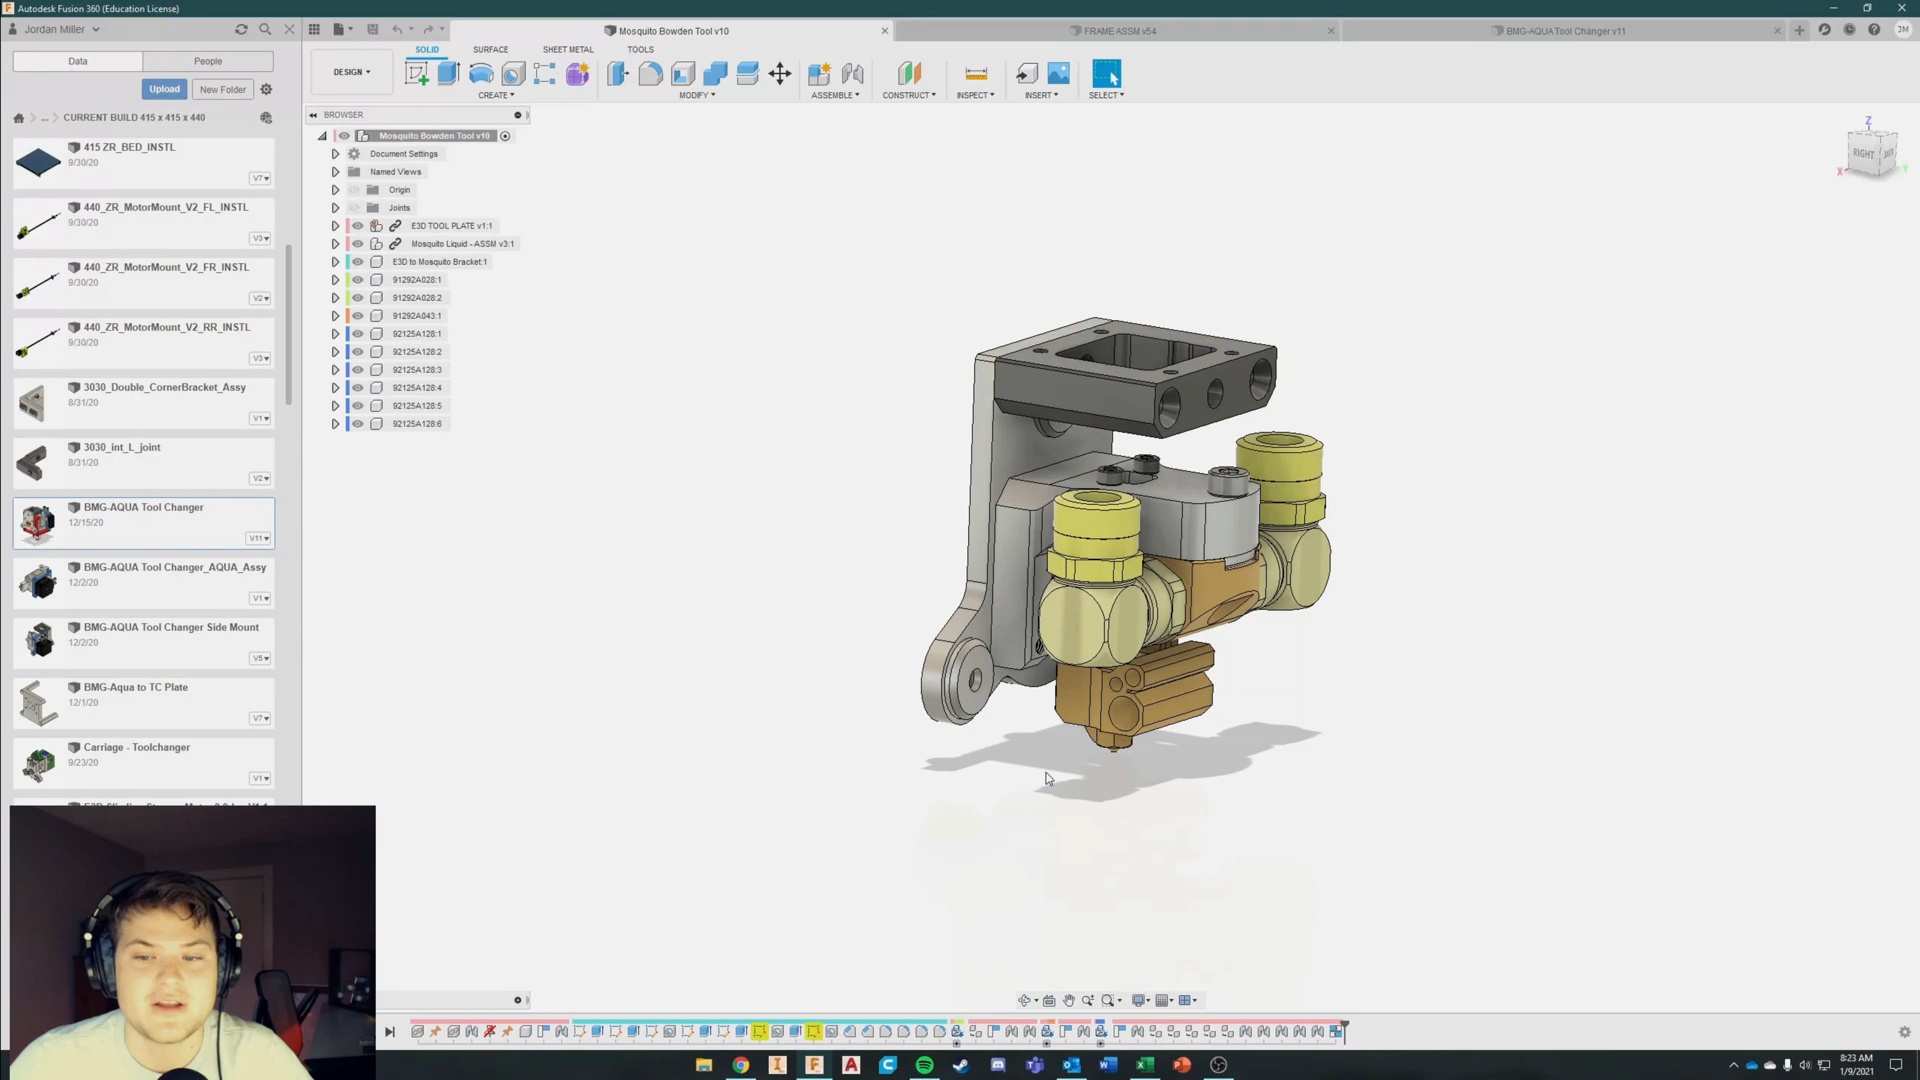 Autodesk Fusion 360 (Education License)
Jordan Miller
Mosquito Bowden Tool v10
FRAME ASSM v54
BMG-AQUA Tool Changer v11
JM
Data
People
SOLID
SURFACE
SHEET METAL
TOOLS
Upload
New Folder
DESIGN
CREATE
MODIFY
ASSEMBLE
CONSTRUCT
INSPECT
INSERT
SELECT
...
CURRENT BUILD 415 x 415 x 440
415 ZR_BED_INSTL
9/30/20
V7
440_ZR_MotorMount_V2_FL_INSTL
9/30/20
V3
440_ZR_MotorMount_V2_FR_INSTL
9/30/20
V2
440_ZR_MotorMount_V2_RR_INSTL
9/30/20
V3
3030_Double_CornerBracket_Assy
8/31/20
V1
3030_int_L_joint
8/31/20
V2
BMG-AQUA Tool Changer
12/15/20
V11
BMG-AQUA Tool Changer_AQUA_Assy
12/2/20
V1
BMG-AQUA Tool Changer Side Mount
12/2/20
V5
BMG-Aqua to TC Plate
12/1/20
V7
Carriage - Toolchanger
9/23/20
V1
BROWSER
Mosquito Bowden Tool v10
Document Settings
Named Views
Origin
Joints
E3D TOOL PLATE v1:1
Mosquito Liquid - ASSM v3:1
E3D to Mosquito Bracket:1
91292A028:1
91292A028:2
91292A043:1
92125A128:1
92125A128:2
92125A128:3
92125A128:4
92125A128:5
92125A128:6
Z
RIGHT
X
Y
8:23 AM
1/9/2021